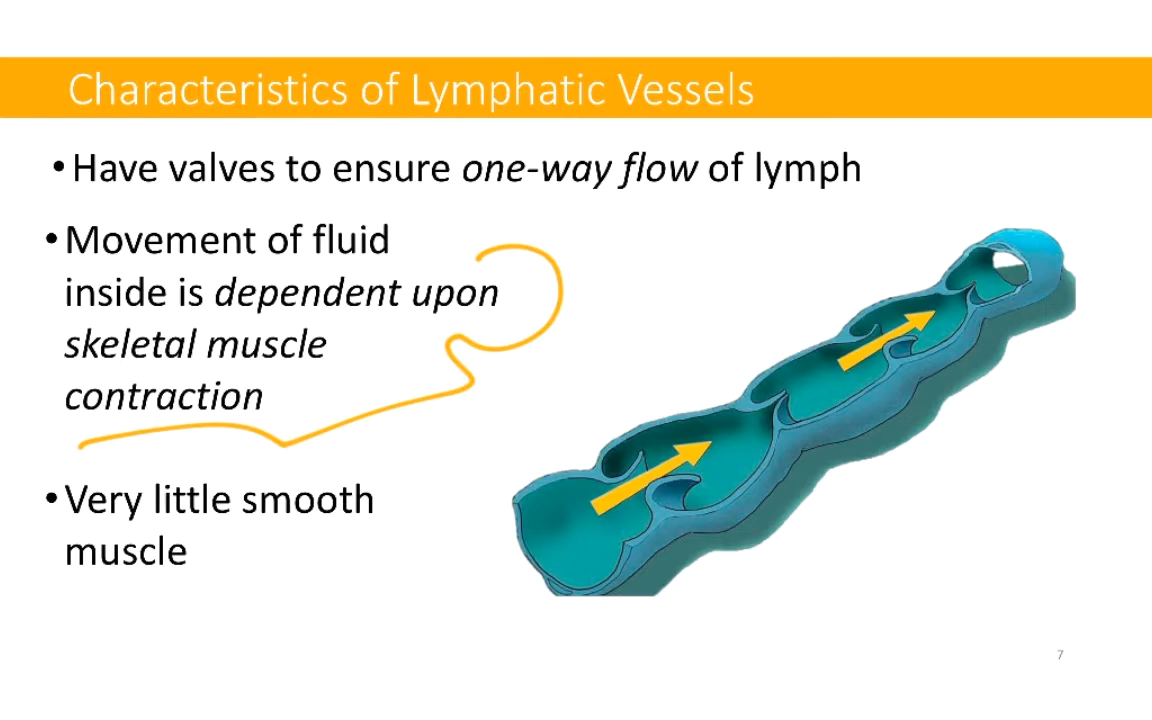 Characteristics of Lymphatic Vessels
•Have valves to ensure one-way flow of lymph
•Movement of fluid
inside is dependent upon
skeletal muscle
contraction
•Very little smooth
muscle
7